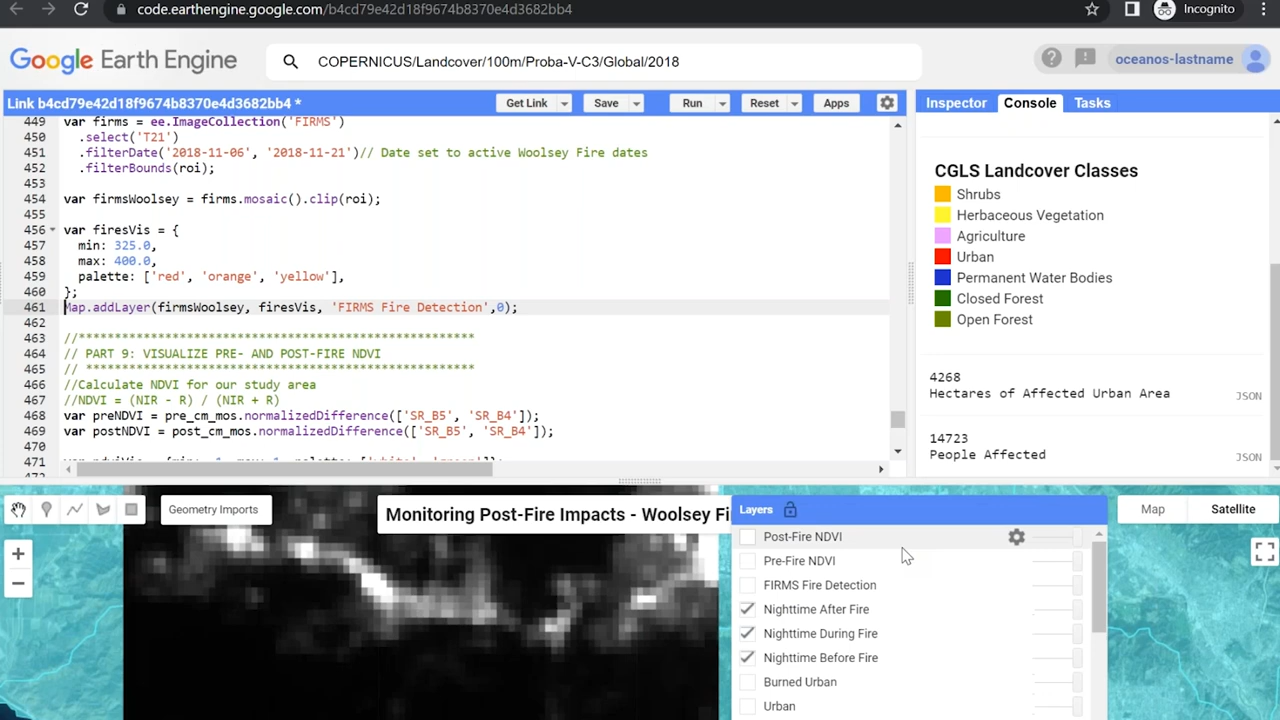 code.earthengine.google.com/b4cd79e42d18f9674b8370e4d3682bb4
Incognito
Google Earth Engine
COPERNICUS/Landcover/100m/Proba-V-C3/Global/2018
oceanos-lastname
Link b4cd79e42d18f9674b8370e4d3682bb4 *
Get Link
Save
Run
Reset
Apps
Inspector
Console
Tasks
449 var firms = ee.ImageCollection('FIRMS')
450 .select('T21')
451 .filterDate('2018-11-06', '2018-11-21')// Date set to active Woolsey Fire dates
452 .filterBounds(roi);
453
454 var firmsWoolsey = firms.mosaic().clip(roi);
455
456 var firesVis = {
457 min: 325.0,
458 max: 400.0,
459 palette: ['red', 'orange', 'yellow'],
460 };
461 Map.addLayer(firmsWoolsey, firesVis, 'FIRMS Fire Detection',0);
462
463 //*******************************************************
464 // PART 9: VISUALIZE PRE- AND POST-FIRE NDVI
465 // ******************************************************
466 //Calculate NDVI for our study area
467 //NDVI = (NIR - R) / (NIR + R)
468 var preNDVI = pre_cm_mos.normalizedDifference(['SR_B5', 'SR_B4']);
469 var postNDVI = post_cm_mos.normalizedDifference(['SR_B5', 'SR_B4']);
470
471
CGLS Landcover Classes
Shrubs
Herbaceous Vegetation
Agriculture
Urban
Permanent Water Bodies
Closed Forest
Open Forest
4268
Hectares of Affected Urban Area
JSON
14723
People Affected
JSON
Geometry Imports
Monitoring Post-Fire Impacts - Woolsey Fi
Layers
Post-Fire NDVI
Pre-Fire NDVI
FIRMS Fire Detection
Nighttime After Fire
Nighttime During Fire
Nighttime Before Fire
Burned Urban
Urban
Map
Satellite